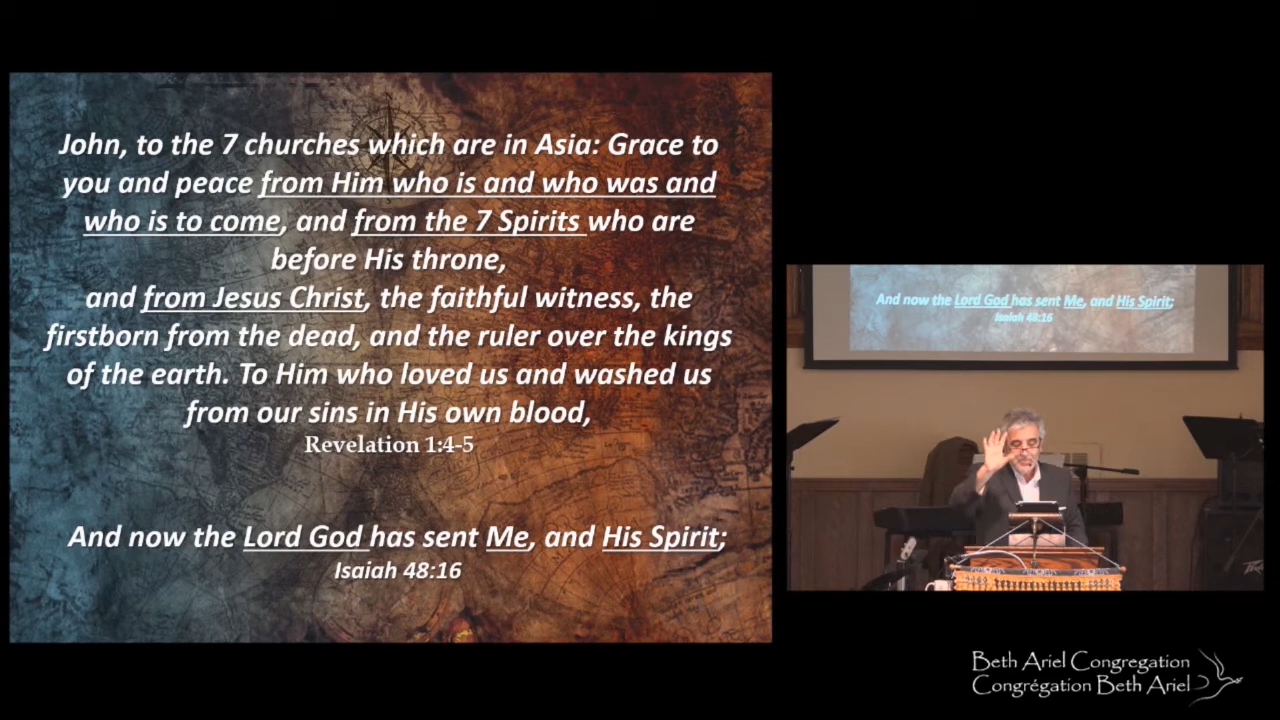 John, to the 7 churches which are in Asia: Grace to
you and peace from Him who is and who was and
who is to come, and from the 7 Spirits who are
before His throne,
and from Jesus Christ, the faithful witness, the
firstborn from the dead, and the ruler over the kings
of the earth. To Him who loved us and washed us
from our sins in His own blood,
Revelation 1:4-5
And now the Lord God has sent Me, and His Spirit;
Isaiah 48:16
And now the Lord God has sent Me, and His Spirit;
Isaiah 48:16
Beth Ariel Congregation
Congrégation Beth Ariel